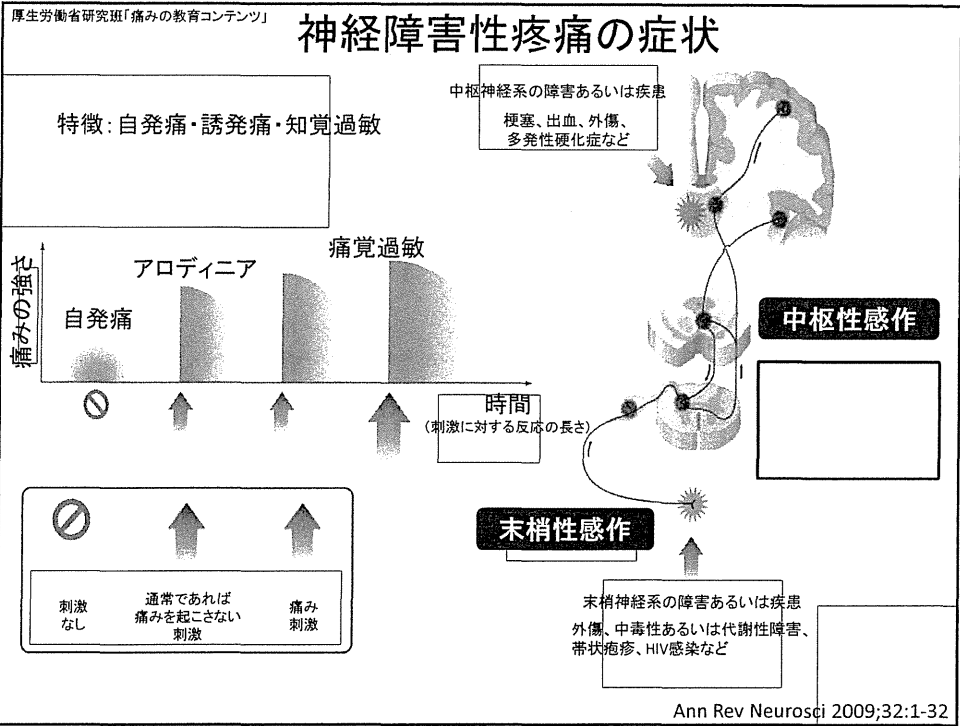 厚生労働省研究班「痛みの教育コンテンツ」
神経障害性疼痛の症状
特徴：自発痛・誘発痛・知覚過敏
中枢神経系の障害あるいは疾患
梗塞、出血、外傷、
多発性硬化症など
痛みの強さ
自発痛
アロディニア
痛覚過敏
時間
（刺激に対する反応の長さ）
中枢性感作
末梢性感作
刺激
なし
通常であれば
痛みを起こさない
刺激
痛み
刺激
末梢神経系の障害あるいは疾患
外傷、中毒性あるいは代謝性障害、
帯状疱疹、HIV感染など
Ann Rev Neurosci 2009;32:1-32